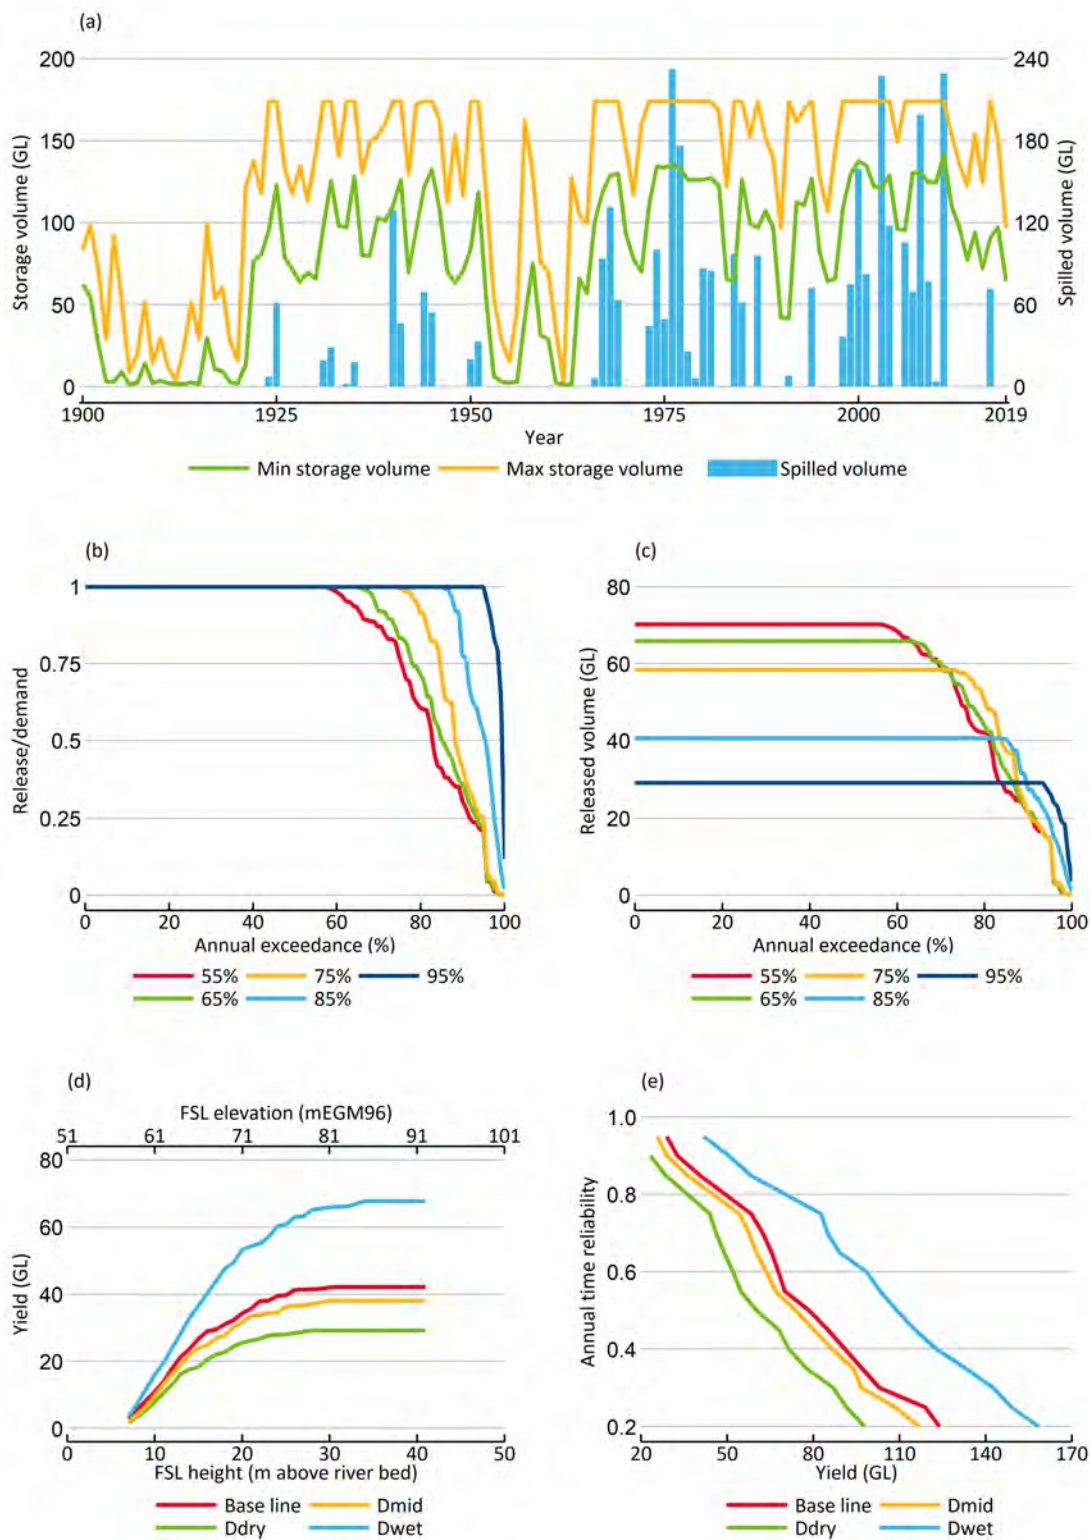 (a)
200 240
150 180
100 120
50 60
0 0
Storage volume (GL)
Spilled volume (GL)
1900 1925 1950 1975 2000 2019
Year
Min storage volume Max storage volume Spilled volume
(b)
1
0.75
0.5
0.25
0
Release/demand
0 20 40 60 80 100
Annual exceedance (%)
55% 75% 95%
65% 85%
(c)
80
60
40
20
0
Released volume (GL)
0 20 40 60 80 100
Annual exceedance (%)
55% 75% 95%
65% 85%
(d)
FSL elevation (mEGM96)
51 61 71 81 91 101
80
60
40
20
0
Yield (GL)
0 10 20 30 40 50
FSL height (m above river bed)
Base line Dmid
Ddry Dwet
(e)
1.0
0.8
0.6
0.4
0.2
Annual time reliability
20 50 80 110 140 170
Yield (GL)
Base line Dmid
Ddry Dwet